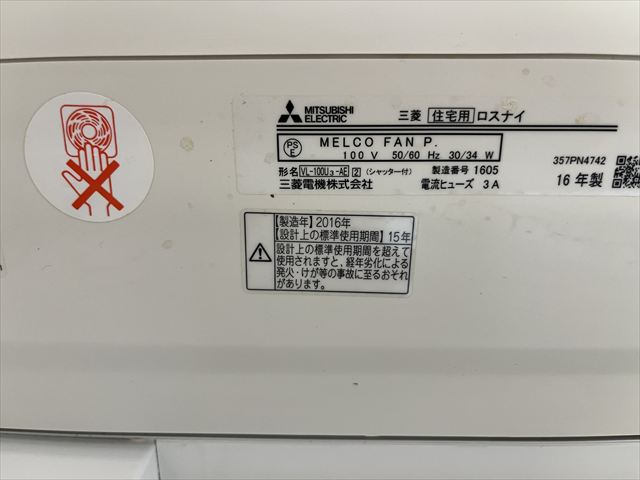 MITSUBISHI
ELECTRIC
三菱 住宅用 ロスナイ
PS
E
MELCO FAN P.
100 V 50/60 Hz 30/34 W
357PN4742
形名 VL-100U3-AE 2 (シャッター付) 製造番号 1605
三菱電機株式会社 電流ヒューズ 3A
16年製
【製造年】2016年
【設計上の標準使用期間】15年
設計上の標準使用期間を超えて
使用されますと、経年劣化による
発火・けが等の事故に至るおそれ
があります。